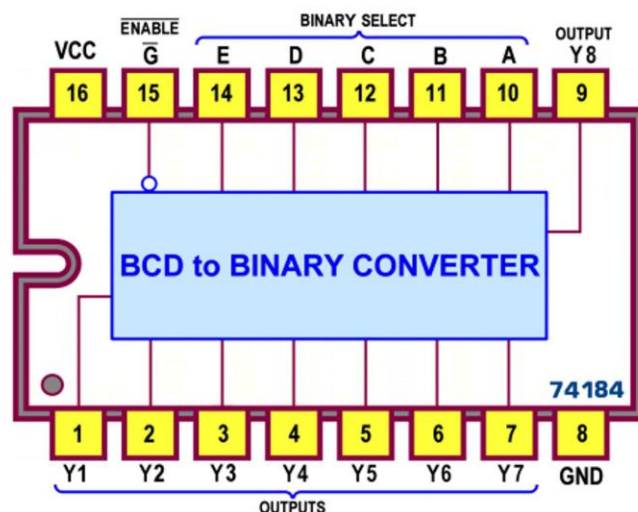 BINARY SELECT
ENABLE OUTPUT
VCC G E D C B A Y8
16 15 14 13 12 11 10 9
BCD to BINARY CONVERTER
74184
1 2 3 4 5 6 7 8
Y1 Y2 Y3 Y4 Y5 Y6 Y7 GND
OUTPUTS